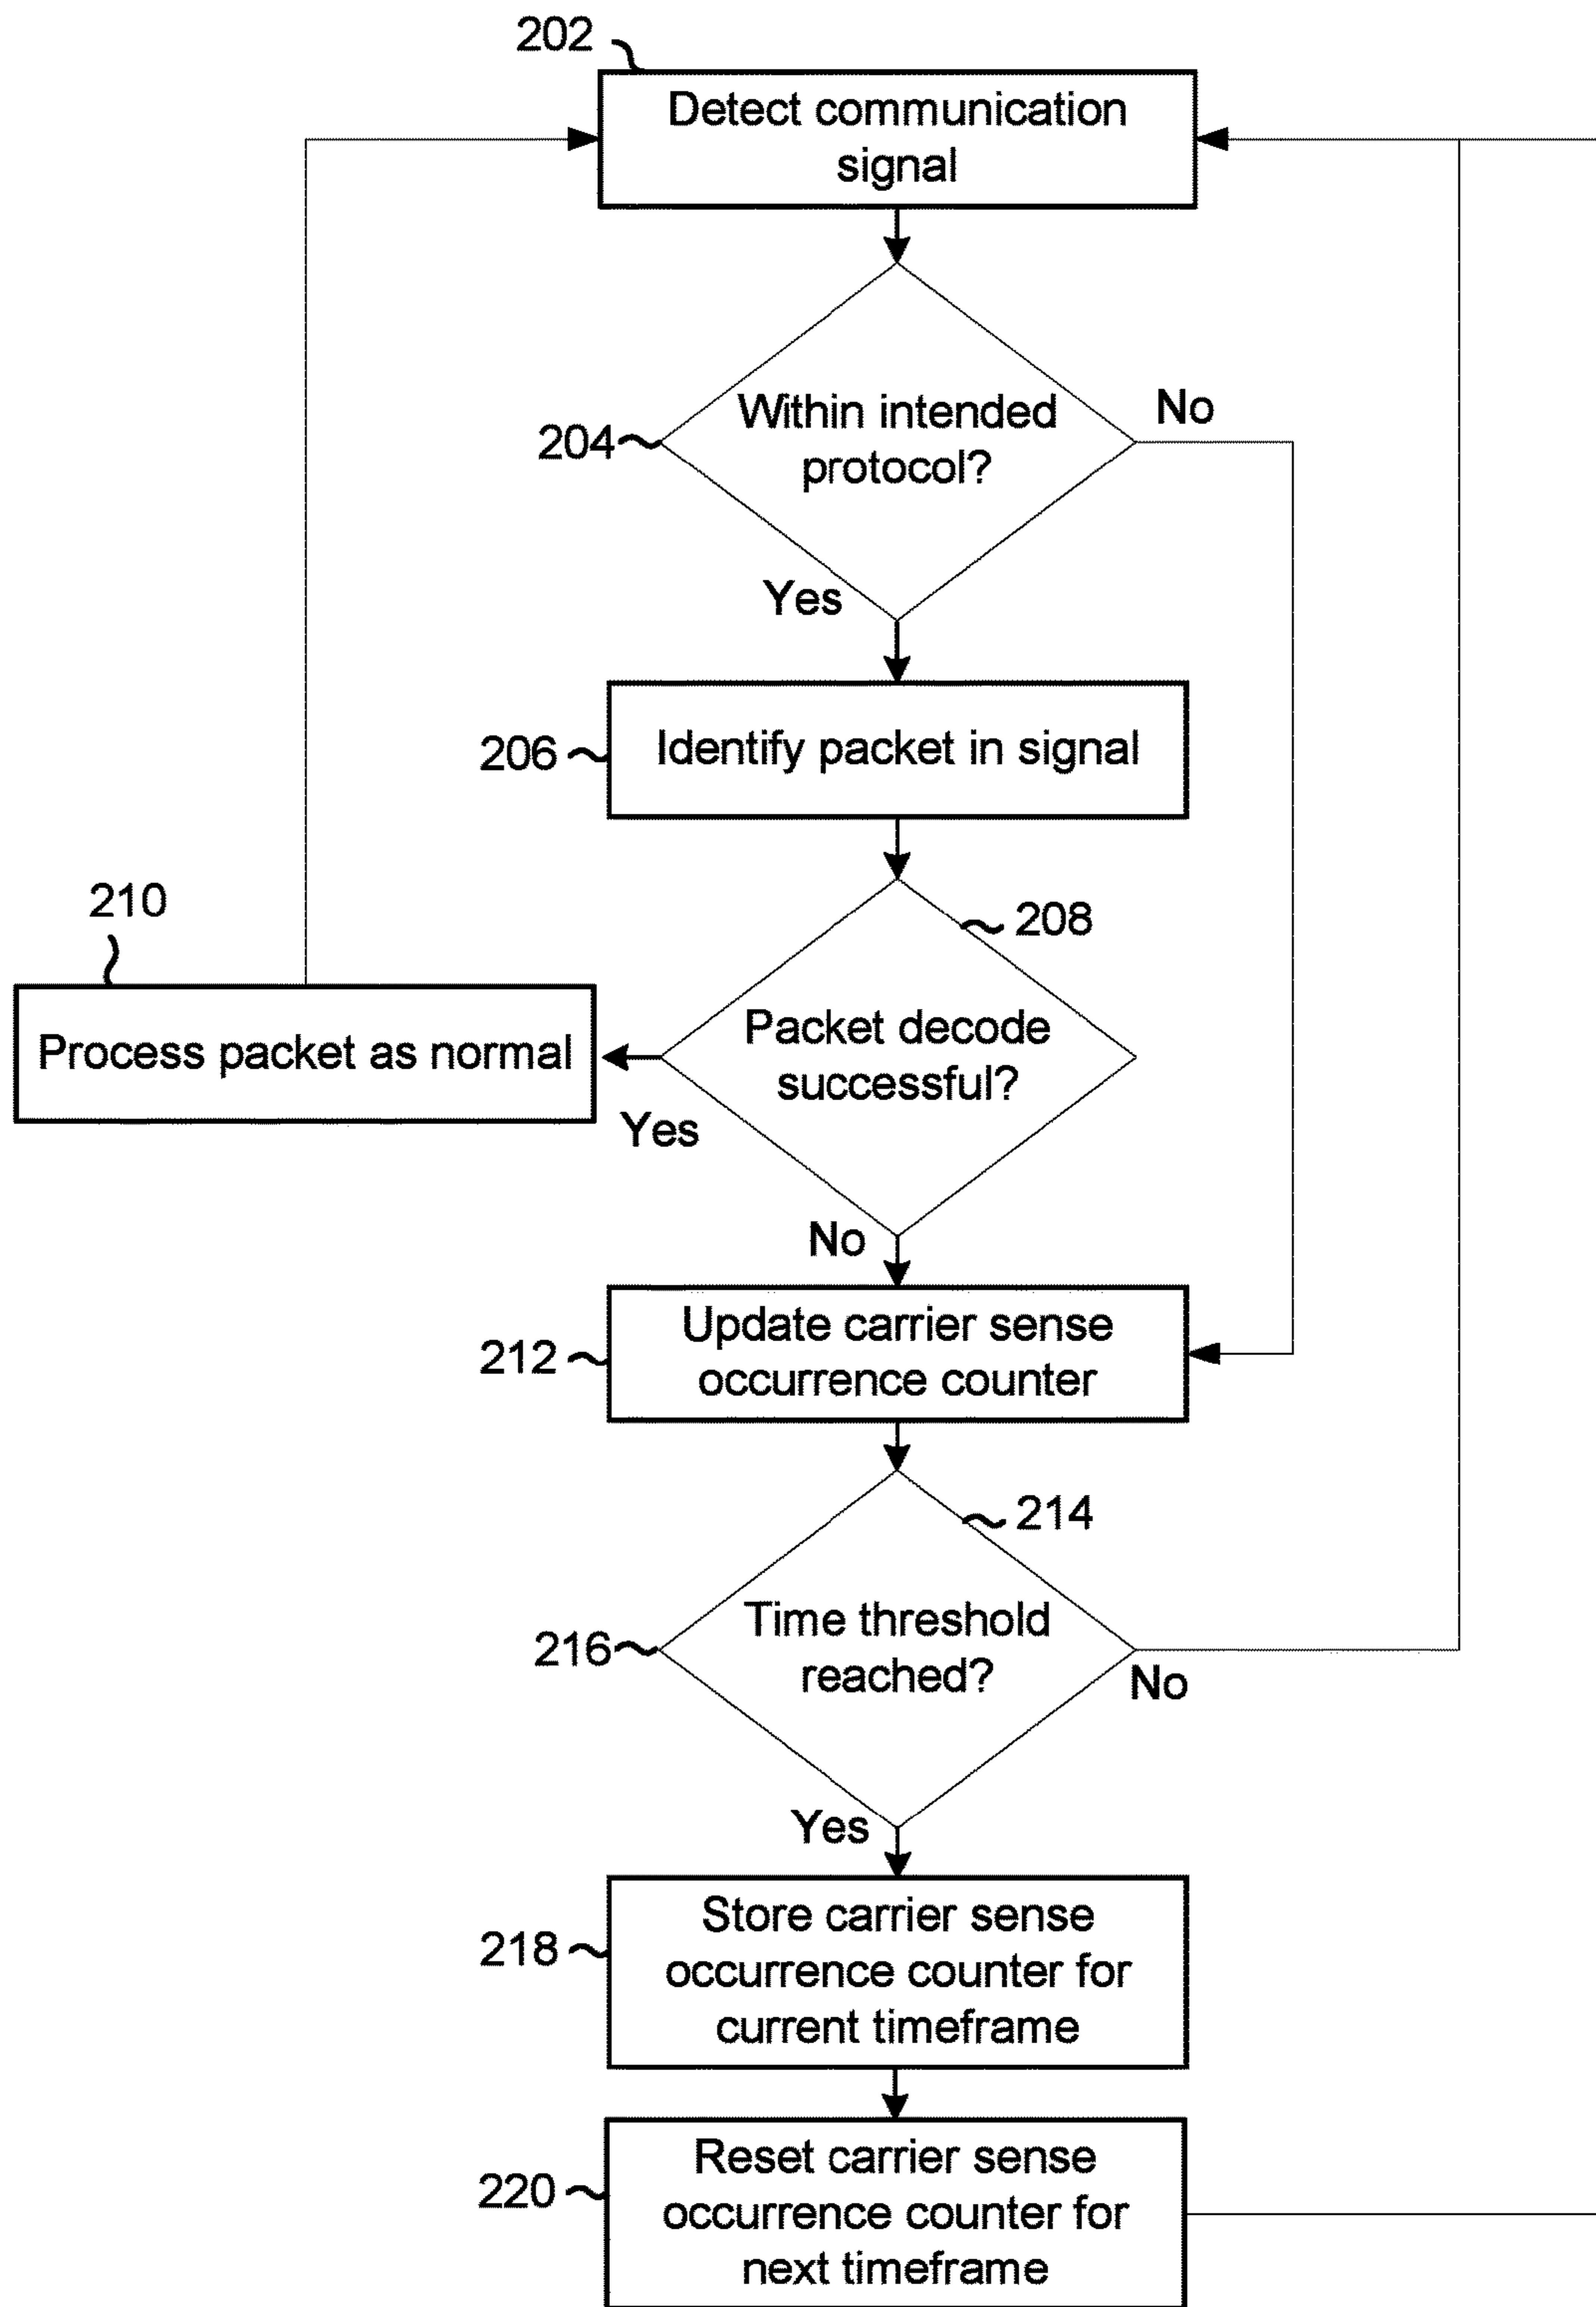 202
Detect communication
signal
204
Within intended
protocol?
No
Yes
206
Identify packet in signal
210
208
Process packet as normal
Packet decode
successful?
Yes
No
212
Update carrier sense
occurrence counter
214
216
Time threshold
reached?
No
Yes
218
Store carrier sense
occurrence counter for
current timeframe
220
Reset carrier sense
occurrence counter for
next timeframe